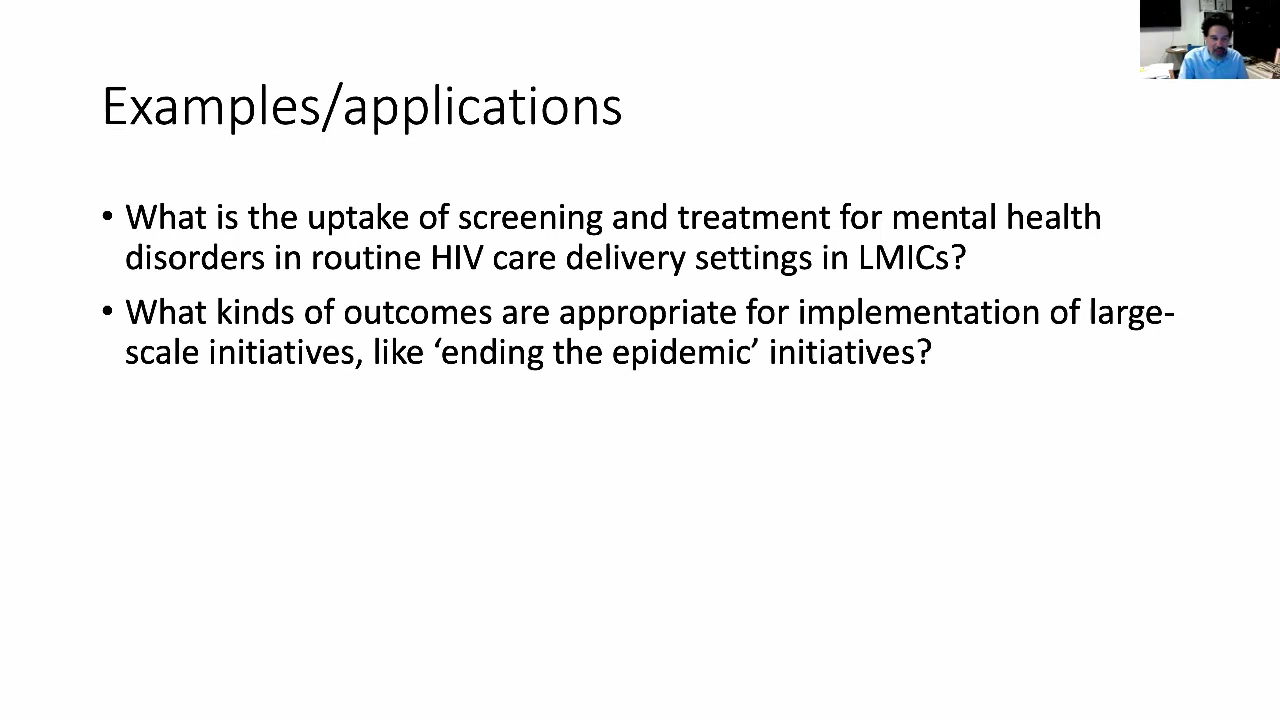 Examples/applications
• What is the uptake of screening and treatment for mental health
disorders in routine HIV care delivery settings in LMICs?
• What kinds of outcomes are appropriate for implementation of large-
scale initiatives, like ‘ending the epidemic’ initiatives?